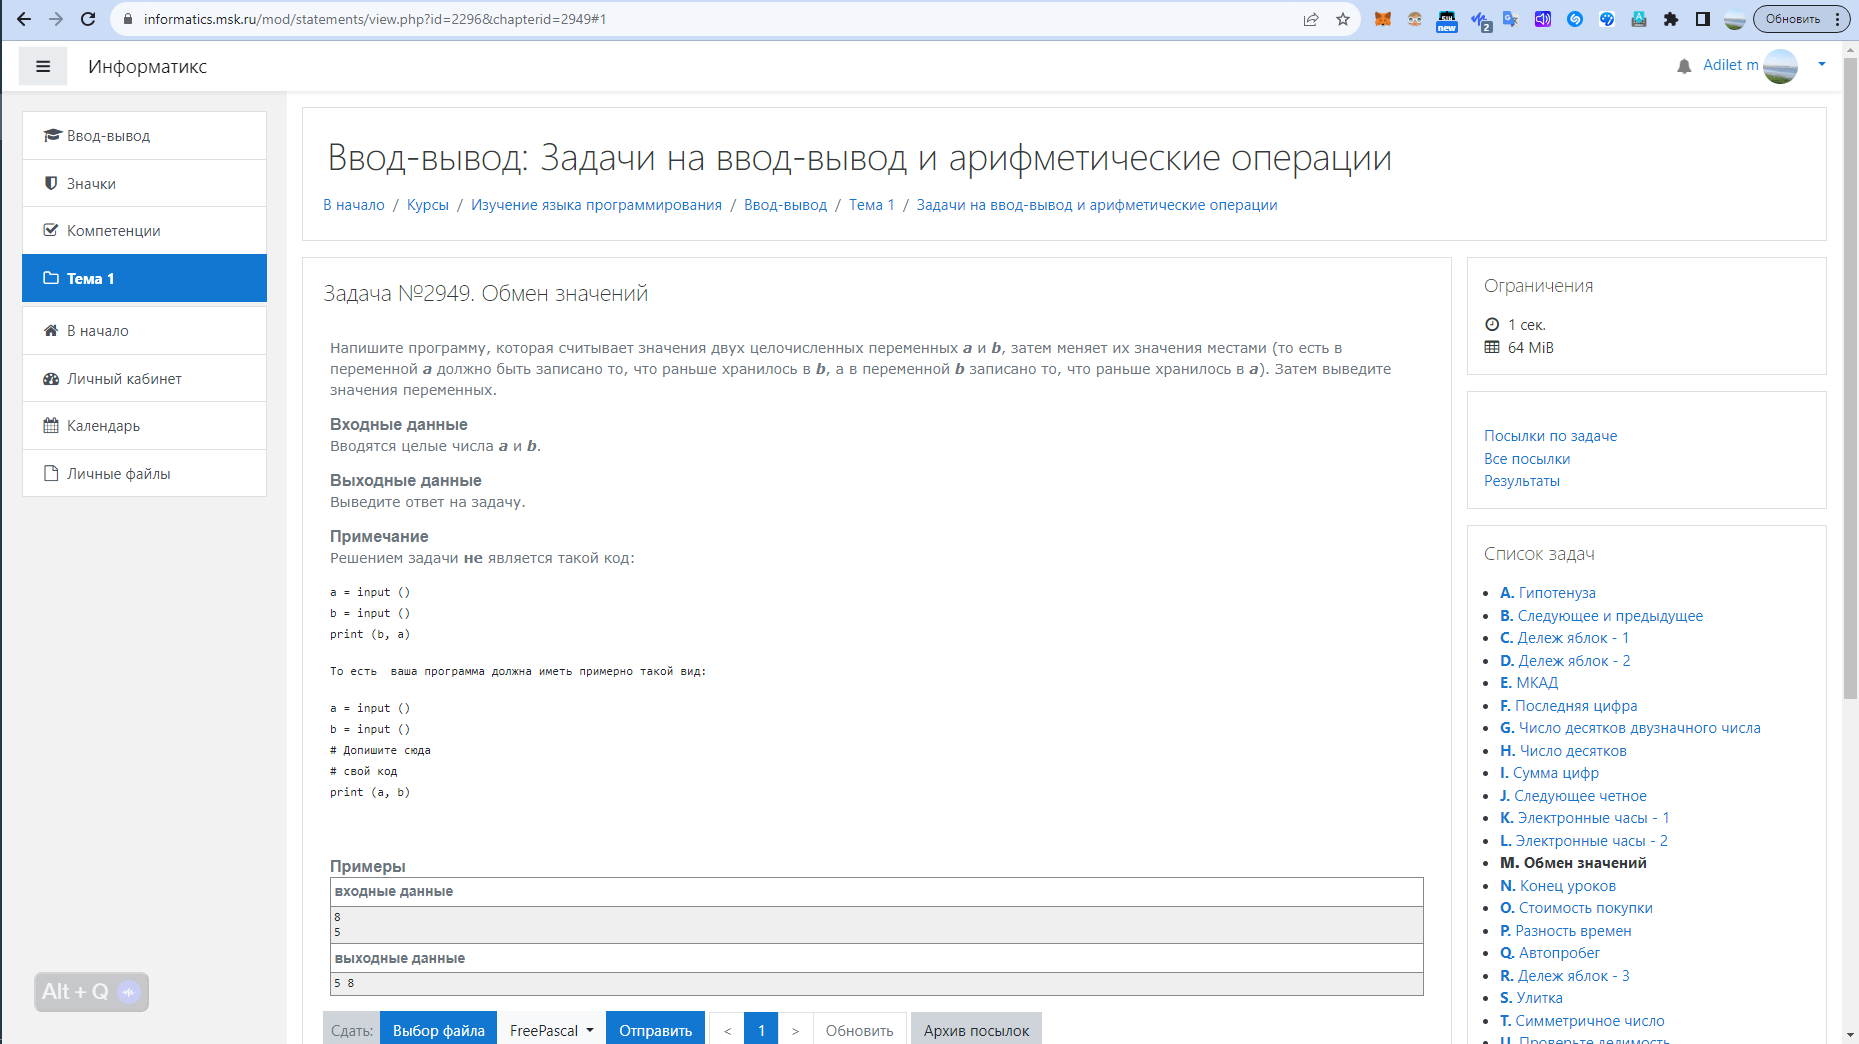 informatics.msk.ru/mod/statements/view.php?id=2296&chapterid=2949#1
new
2
Обновить
Информатикс
Adilet m
Ввод-вывод
Значки
Компетенции
Тема 1
В начало
Личный кабинет
Календарь
Личные файлы
Ввод-вывод: Задачи на ввод-вывод и арифметические операции
В начало / Курсы / Изучение языка программирования / Ввод-вывод / Тема 1 / Задачи на ввод-вывод и арифметические операции
Задача №2949. Обмен значений
Напишите программу, которая считывает значения двух целочисленных переменных a и b, затем меняет их значения местами (то есть в
переменной a должно быть записано то, что раньше хранилось в b, а в переменной b записано то, что раньше хранилось в a). Затем выведите
значения переменных.
Входные данные
Вводятся целые числа a и b.
Выходные данные
Выведите ответ на задачу.
Примечание
Решением задачи не является такой код:
a = input ()
b = input ()
print (b, a)
То есть  ваша программа должна иметь примерно такой вид:
a = input ()
b = input ()
# Допишите сюда
# свой код
print (a, b)
Примеры
входные данные
8
5
выходные данные
5 8
Сдать: Выбор файла FreePascal Отправить < 1 > Обновить Архив посылок
Ограничения
1 сек.
64 MiB
Посылки по задаче
Все посылки
Результаты
Список задач
A. Гипотенуза
B. Следующее и предыдущее
C. Дележ яблок - 1
D. Дележ яблок - 2
E. МКАД
F. Последняя цифра
G. Число десятков двузначного числа
H. Число десятков
I. Сумма цифр
J. Следующее четное
K. Электронные часы - 1
L. Электронные часы - 2
M. Обмен значений
N. Конец уроков
O. Стоимость покупки
P. Разность времен
Q. Автопробег
R. Дележ яблок - 3
S. Улитка
T. Симметричное число
U. Проверьте делимость
Alt + Q